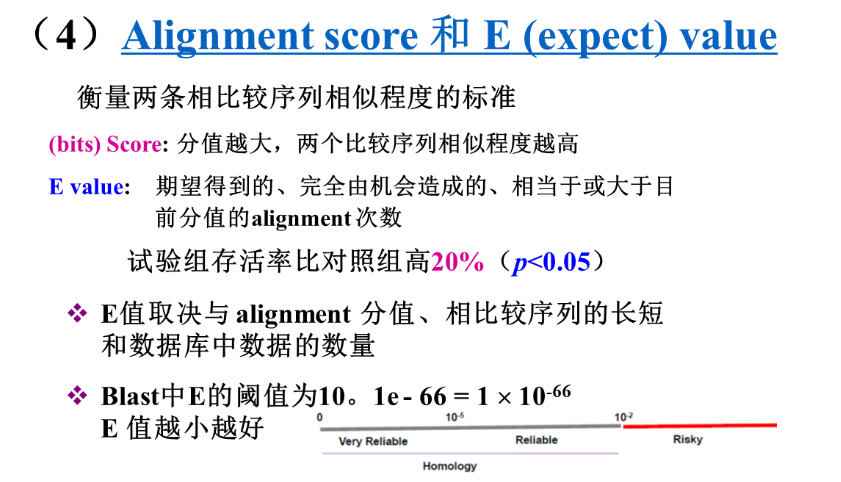 （4）Alignment score 和 E (expect) value
衡量两条相比较序列相似程度的标准
(bits) Score: 分值越大，两个比较序列相似程度越高
E value: 期望得到的、完全由机会造成的、相当于或大于目
前分值的alignment 次数
试验组存活率比对照组高20%（p<0.05）
❖ E值取决与 alignment 分值、相比较序列的长短
和数据库中数据的数量
❖ Blast中E的阈值为10。1e - 66 = 1 × 10⁻⁶⁶
E 值越小越好
0 10⁻⁵ 10⁻²
Very Reliable Reliable Risky
Homology